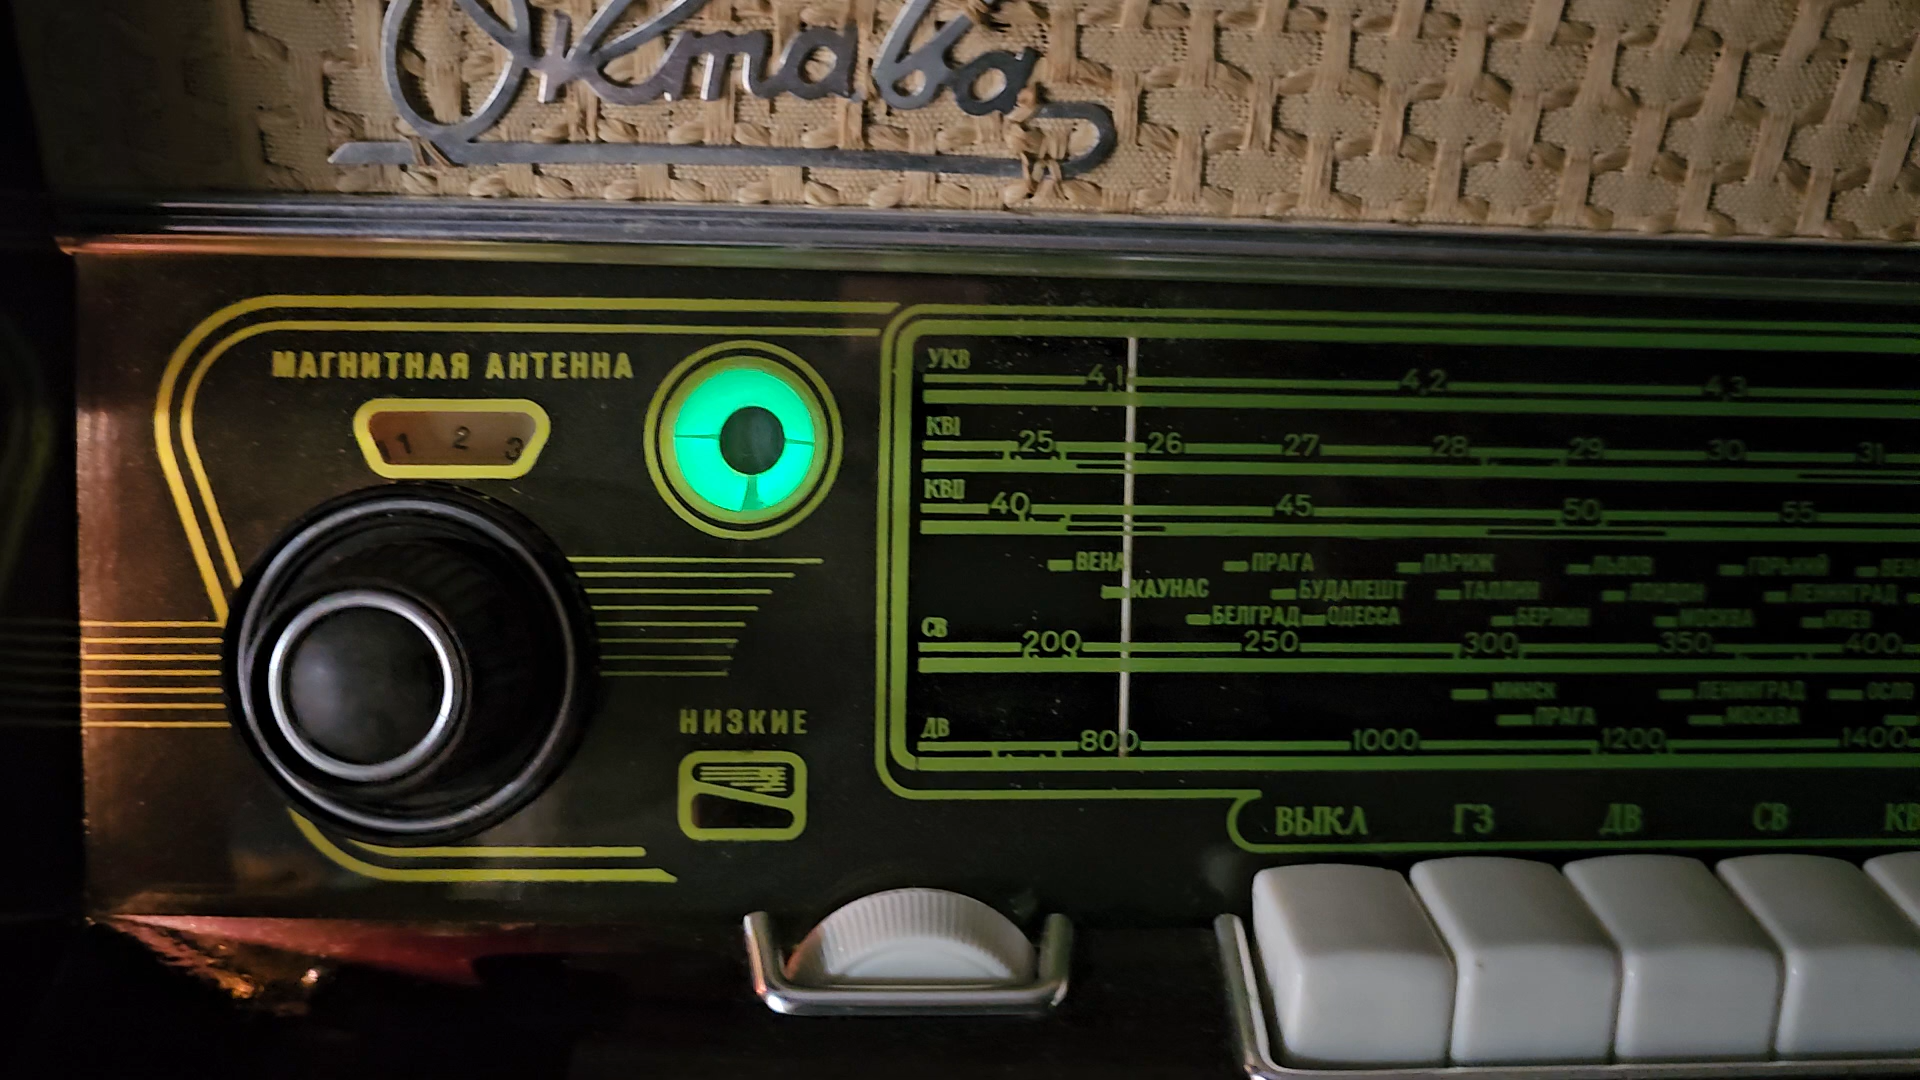 Октава
МАГНИТНАЯ АНТЕННА
1 2 3
НИЗКИЕ
УКВ
4,1 4,2 4,3
КВI
25 26 27 28 29 30 31
КВII
40 45 50 55
ВЕНА ПРАГА ПАРИЖ ЛЬВОВ ГОРЬКИЙ
КАУНАС БУДАПЕШТ ТАЛЛИН ЛОНДОН ЛЕНИНГРАД
БЕЛГРАД ОДЕССА БЕРЛИН МОСКВА КИЕВ
СВ
200 250 300 350 400
МИНСК ЛЕНИНГРАД ОСЛО
ПРАГА МОСКВА
ДВ
800 1000 1200 1400
ВЫКЛ ГЗ ДВ СВ КВ